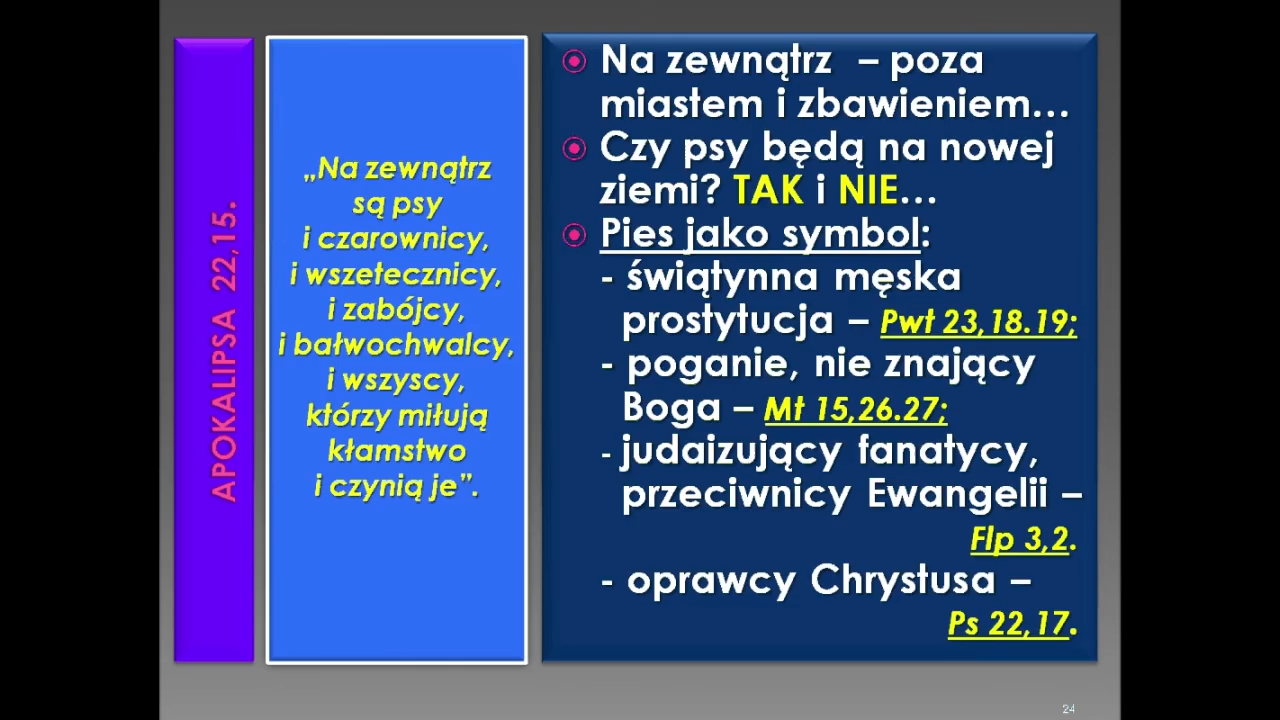 APOKALIPSA 22,15.
„Na zewnątrz
są psy
i czarownicy,
i wszetecznicy,
i zabójcy,
i bałwochwalcy,
i wszyscy,
którzy miłują
kłamstwo
i czynią je”.
Na zewnątrz – poza
miastem i zbawieniem…
Czy psy będą na nowej
ziemi? TAK i NIE…
Pies jako symbol:
- świątynna męska
prostytucja – Pwt 23,18.19;
- poganie, nie znający
Boga – Mt 15,26.27;
- judaizujący fanatycy,
przeciwnicy Ewangelii –
Flp 3,2.
- oprawcy Chrystusa –
Ps 22,17.
24